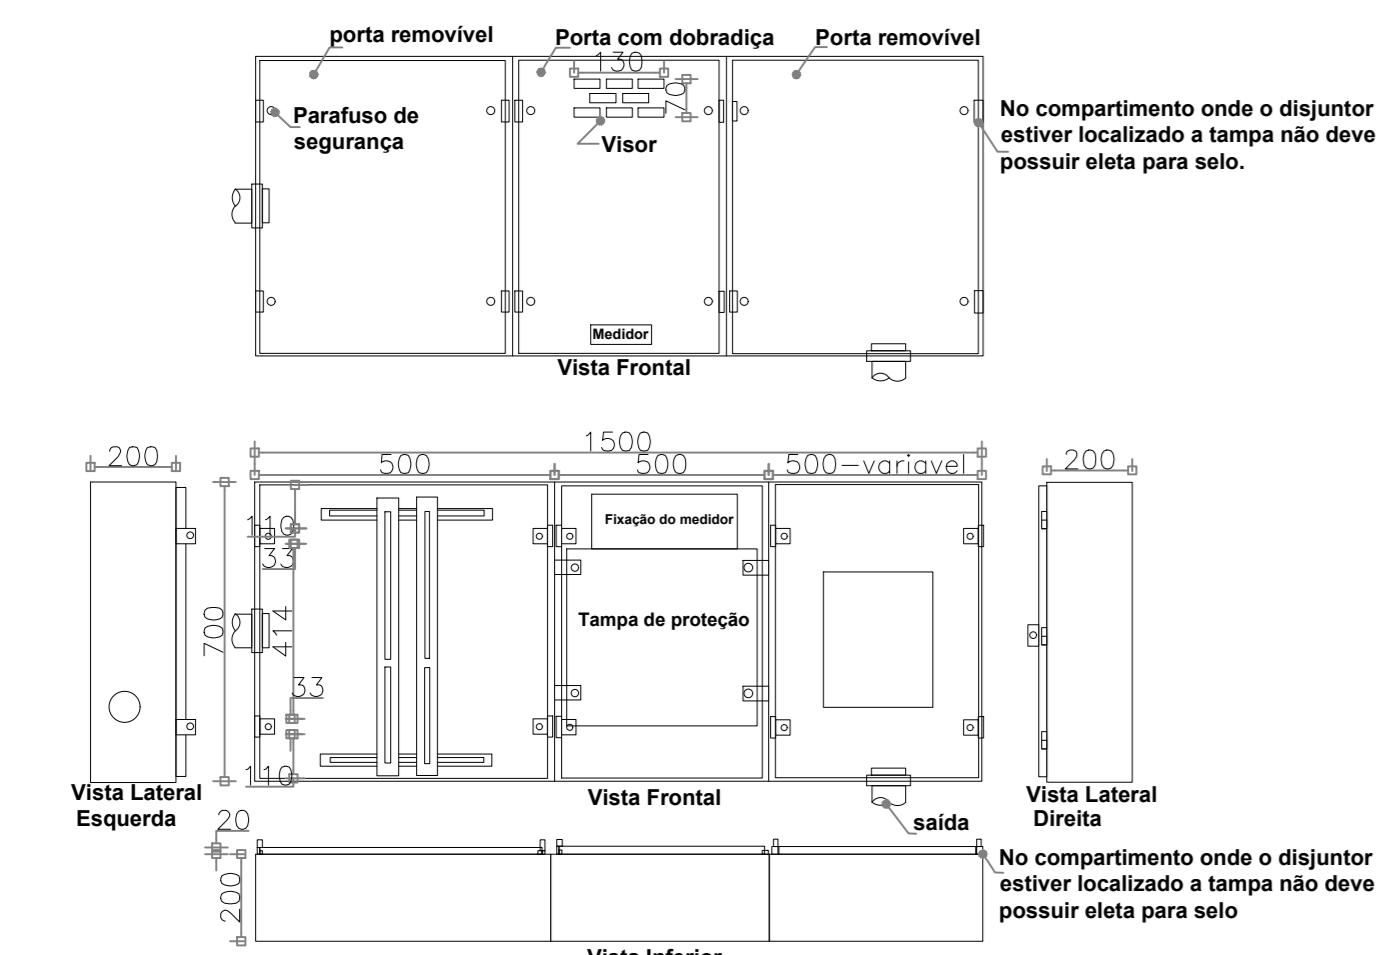 porta removível
Porta com dobradiça
Porta removível
130
70
Parafuso de
segurança
Visor
No compartimento onde o disjuntor
estiver localizado a tampa não deve
possuir eleta para selo.
Medidor
Vista Frontal
1500
200
500
500
500-variavel
200
110
33
Fixação do medidor
700
414
Tampa de proteção
33
110
Vista Lateral
Esquerda
Vista Frontal
Vista Lateral
Direita
saída
20
200
No compartimento onde o disjuntor
estiver localizado a tampa não deve
possuir eleta para selo
Vista Inferior